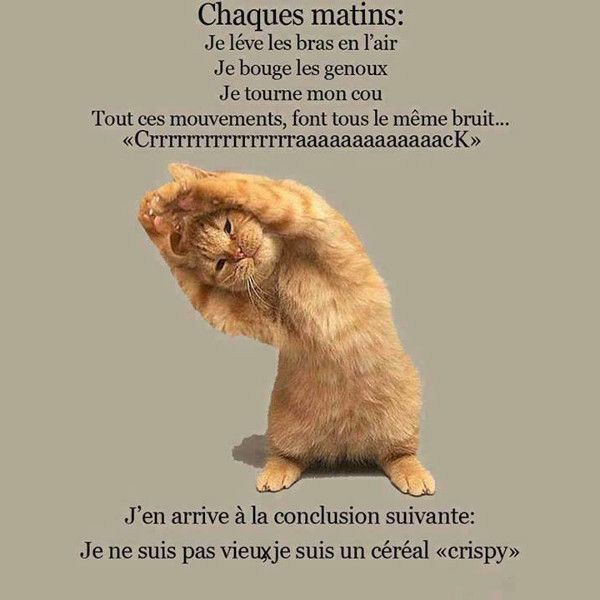 Chaques matins:
Je léve les bras en l'air
Je bouge les genoux
Je tourne mon cou
Tout ces mouvements, font tous le même bruit...
«CrrrrrrrrrrrrrrrraaaaaaaaaaaaacK»
J'en arrive à la conclusion suivante:
Je ne suis pas vieux,je suis un céréal «crispy»